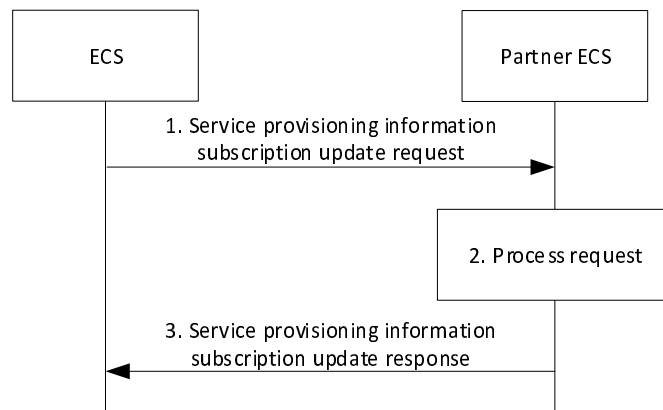 ECS
Partner ECS
1. Service provisioning information
subscription update request
2. Process request
3. Service provisioning information
subscription update response